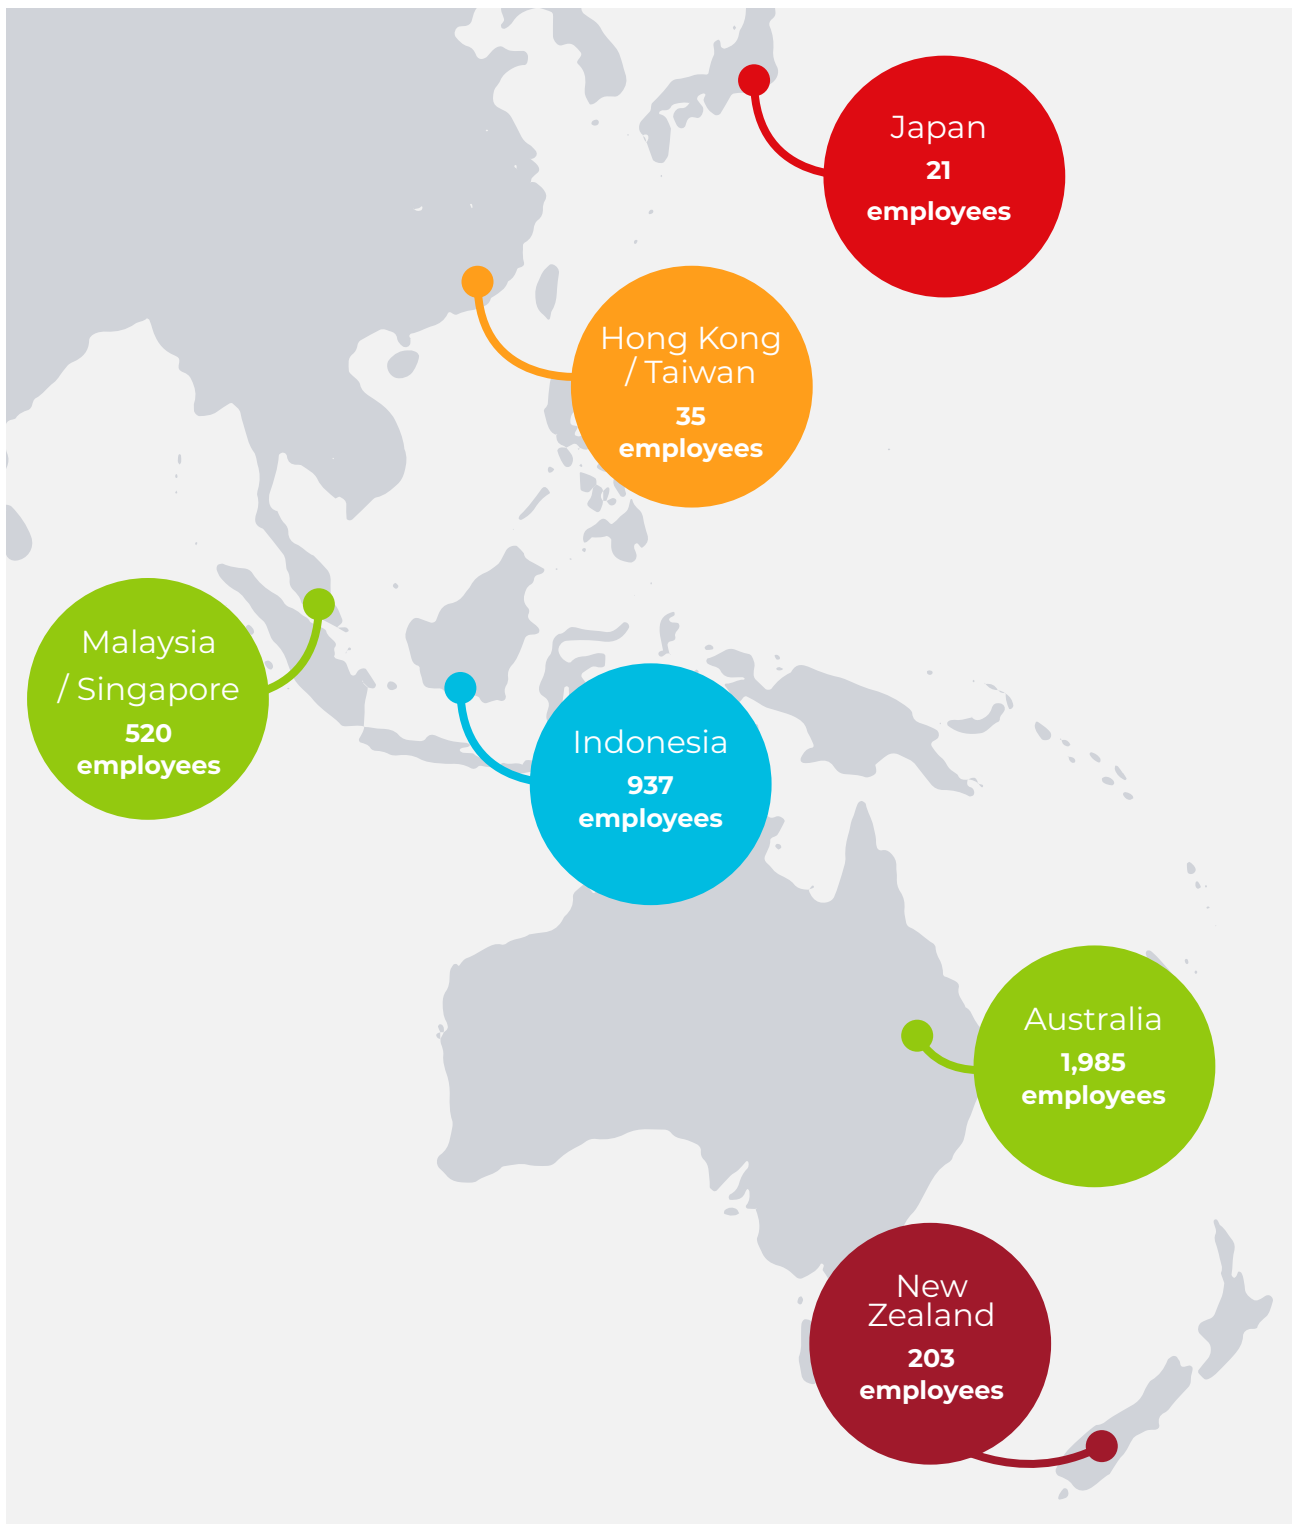 Japan
21
employees
Hong Kong
/ Taiwan
35
employees
Malaysia
/ Singapore
520
employees
Indonesia
937
employees
Australia
1,985
employees
New
Zealand
203
employees